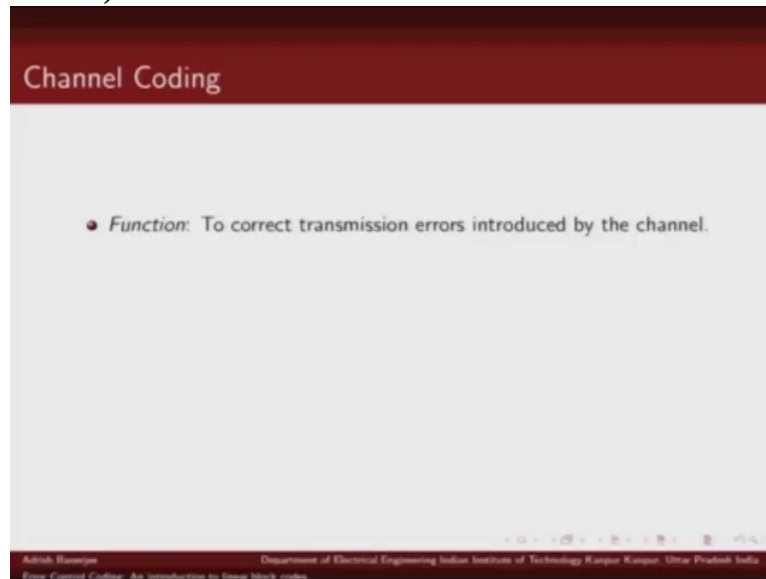 Channel Coding
Function: To correct transmission errors introduced by the channel.
Adrish Banerjee Department of Electrical Engineering Indian Institute of Technology Kanpur Kanpur, Uttar Pradesh India
Error Control Coding: An introduction to linear block codes